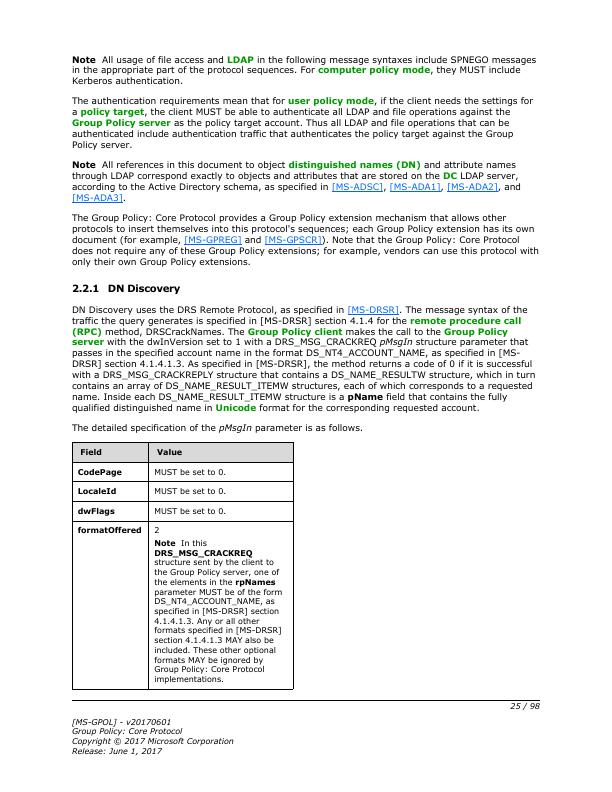 Note  All usage of file access and LDAP in the following message syntaxes include SPNEGO messages
in the appropriate part of the protocol sequences. For computer policy mode, they MUST include
Kerberos authentication.
The authentication requirements mean that for user policy mode, if the client needs the settings for
a policy target, the client MUST be able to authenticate all LDAP and file operations against the
Group Policy server as the policy target account. Thus all LDAP and file operations that can be
authenticated include authentication traffic that authenticates the policy target against the Group
Policy server.
Note  All references in this document to object distinguished names (DN) and attribute names
through LDAP correspond exactly to objects and attributes that are stored on the DC LDAP server,
according to the Active Directory schema, as specified in [MS-ADSC], [MS-ADA1], [MS-ADA2], and
[MS-ADA3].
The Group Policy: Core Protocol provides a Group Policy extension mechanism that allows other
protocols to insert themselves into this protocol's sequences; each Group Policy extension has its own
document (for example, [MS-GPREG] and [MS-GPSCR]). Note that the Group Policy: Core Protocol
does not require any of these Group Policy extensions; for example, vendors can use this protocol with
only their own Group Policy extensions.
2.2.1   DN Discovery
DN Discovery uses the DRS Remote Protocol, as specified in [MS-DRSR]. The message syntax of the
traffic the query generates is specified in [MS-DRSR] section 4.1.4 for the remote procedure call
(RPC) method, DRSCrackNames. The Group Policy client makes the call to the Group Policy
server with the dwInVersion set to 1 with a DRS_MSG_CRACKREQ pMsgIn structure parameter that
passes in the specified account name in the format DS_NT4_ACCOUNT_NAME, as specified in [MS-
DRSR] section 4.1.4.1.3. As specified in [MS-DRSR], the method returns a code of 0 if it is successful
with a DRS_MSG_CRACKREPLY structure that contains a DS_NAME_RESULTW structure, which in turn
contains an array of DS_NAME_RESULT_ITEMW structures, each of which corresponds to a requested
name. Inside each DS_NAME_RESULT_ITEMW structure is a pName field that contains the fully
qualified distinguished name in Unicode format for the corresponding requested account.
The detailed specification of the pMsgIn parameter is as follows.
Field   Value
CodePage   MUST be set to 0.
LocaleId   MUST be set to 0.
dwFlags   MUST be set to 0.
formatOffered   2
Note  In this
DRS_MSG_CRACKREQ
structure sent by the client to
the Group Policy server, one of
the elements in the rpNames
parameter MUST be of the form
DS_NT4_ACCOUNT_NAME, as
specified in [MS-DRSR] section
4.1.4.1.3. Any or all other
formats specified in [MS-DRSR]
section 4.1.4.1.3 MAY also be
included. These other optional
formats MAY be ignored by
Group Policy: Core Protocol
implementations.
25 / 98
[MS-GPOL] - v20170601
Group Policy: Core Protocol
Copyright © 2017 Microsoft Corporation
Release: June 1, 2017